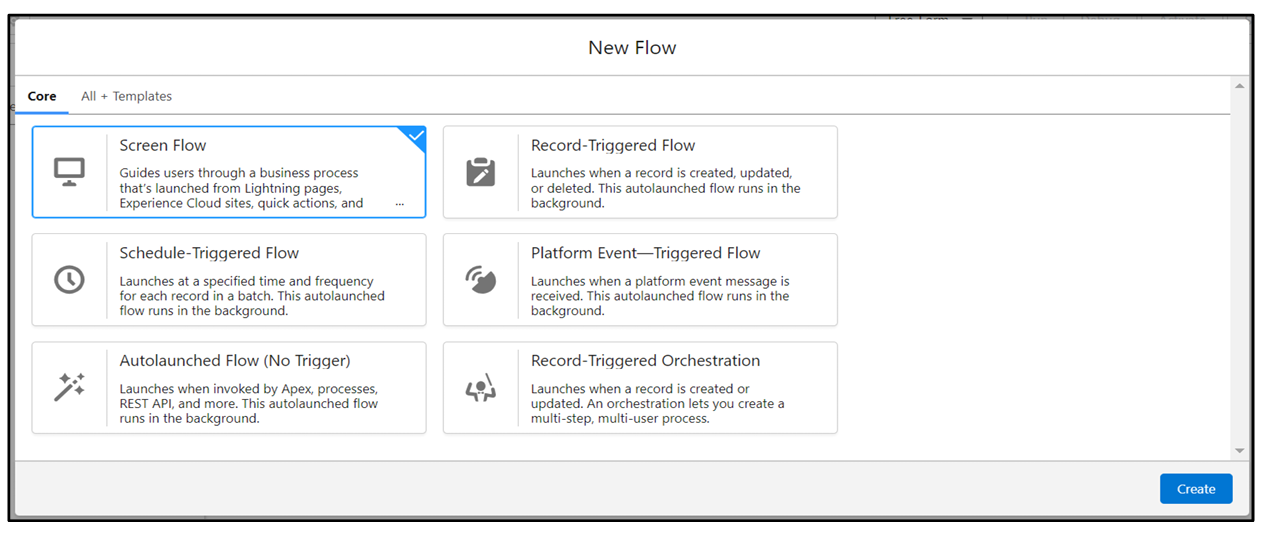 New Flow
Core
All + Templates
Screen Flow
Guides users through a business process
that's launched from Lightning pages,
Experience Cloud sites, quick actions, and ...
Record-Triggered Flow
Launches when a record is created, updated,
or deleted. This autolaunched flow runs in the
background.
Schedule-Triggered Flow
Launches at a specified time and frequency
for each record in a batch. This autolaunched
flow runs in the background.
Platform Event—Triggered Flow
Launches when a platform event message is
received. This autolaunched flow runs in the
background.
Autolaunched Flow (No Trigger)
Launches when invoked by Apex, processes,
REST API, and more. This autolaunched flow
runs in the background.
Record-Triggered Orchestration
Launches when a record is created or
updated. An orchestration lets you create a
multi-step, multi-user process.
Create